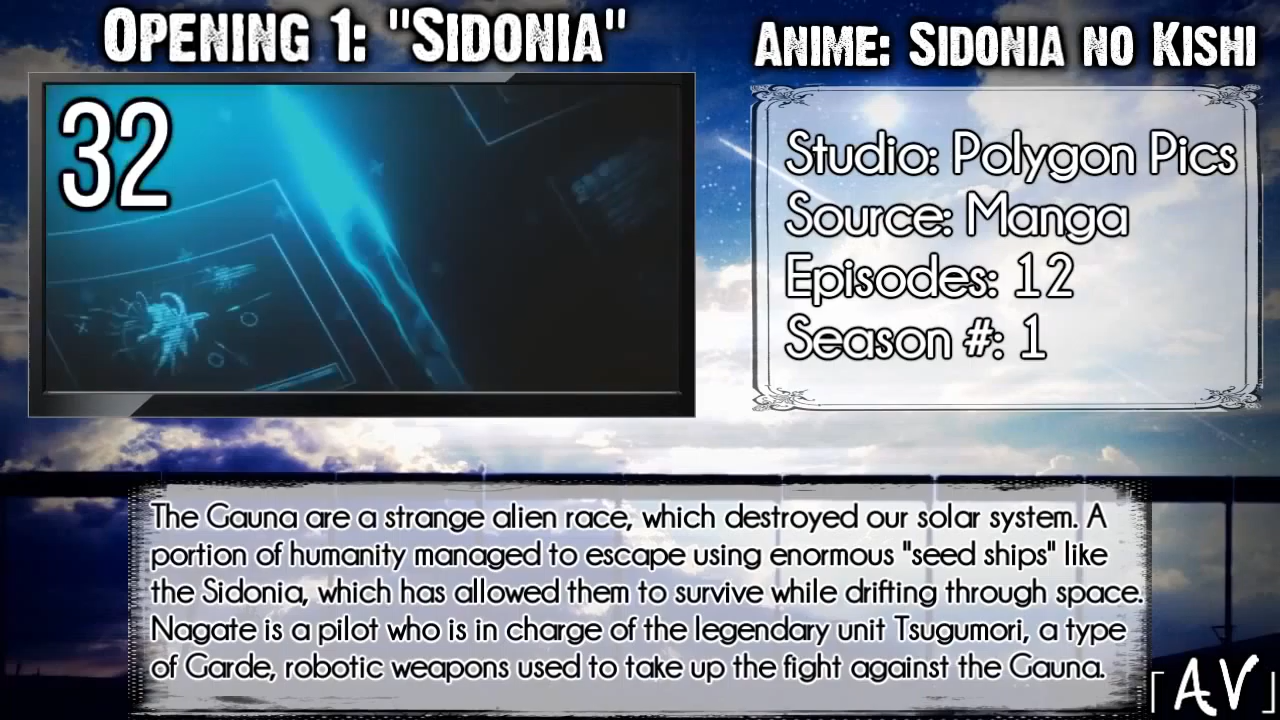 Opening 1: "Sidonia"
Anime: Sidonia no Kishi
32
Studio: Polygon Pics
Source: Manga
Episodes: 12
Season #: 1
The Gauna are a strange alien race, which destroyed our solar system. A
portion of humanity managed to escape using enormous "seed ships" like
the Sidonia, which has allowed them to survive while drifting through space.
Nagate is a pilot who is in charge of the legendary unit Tsugumori, a type
of Garde, robotic weapons used to take up the fight against the Gauna.
「AV」